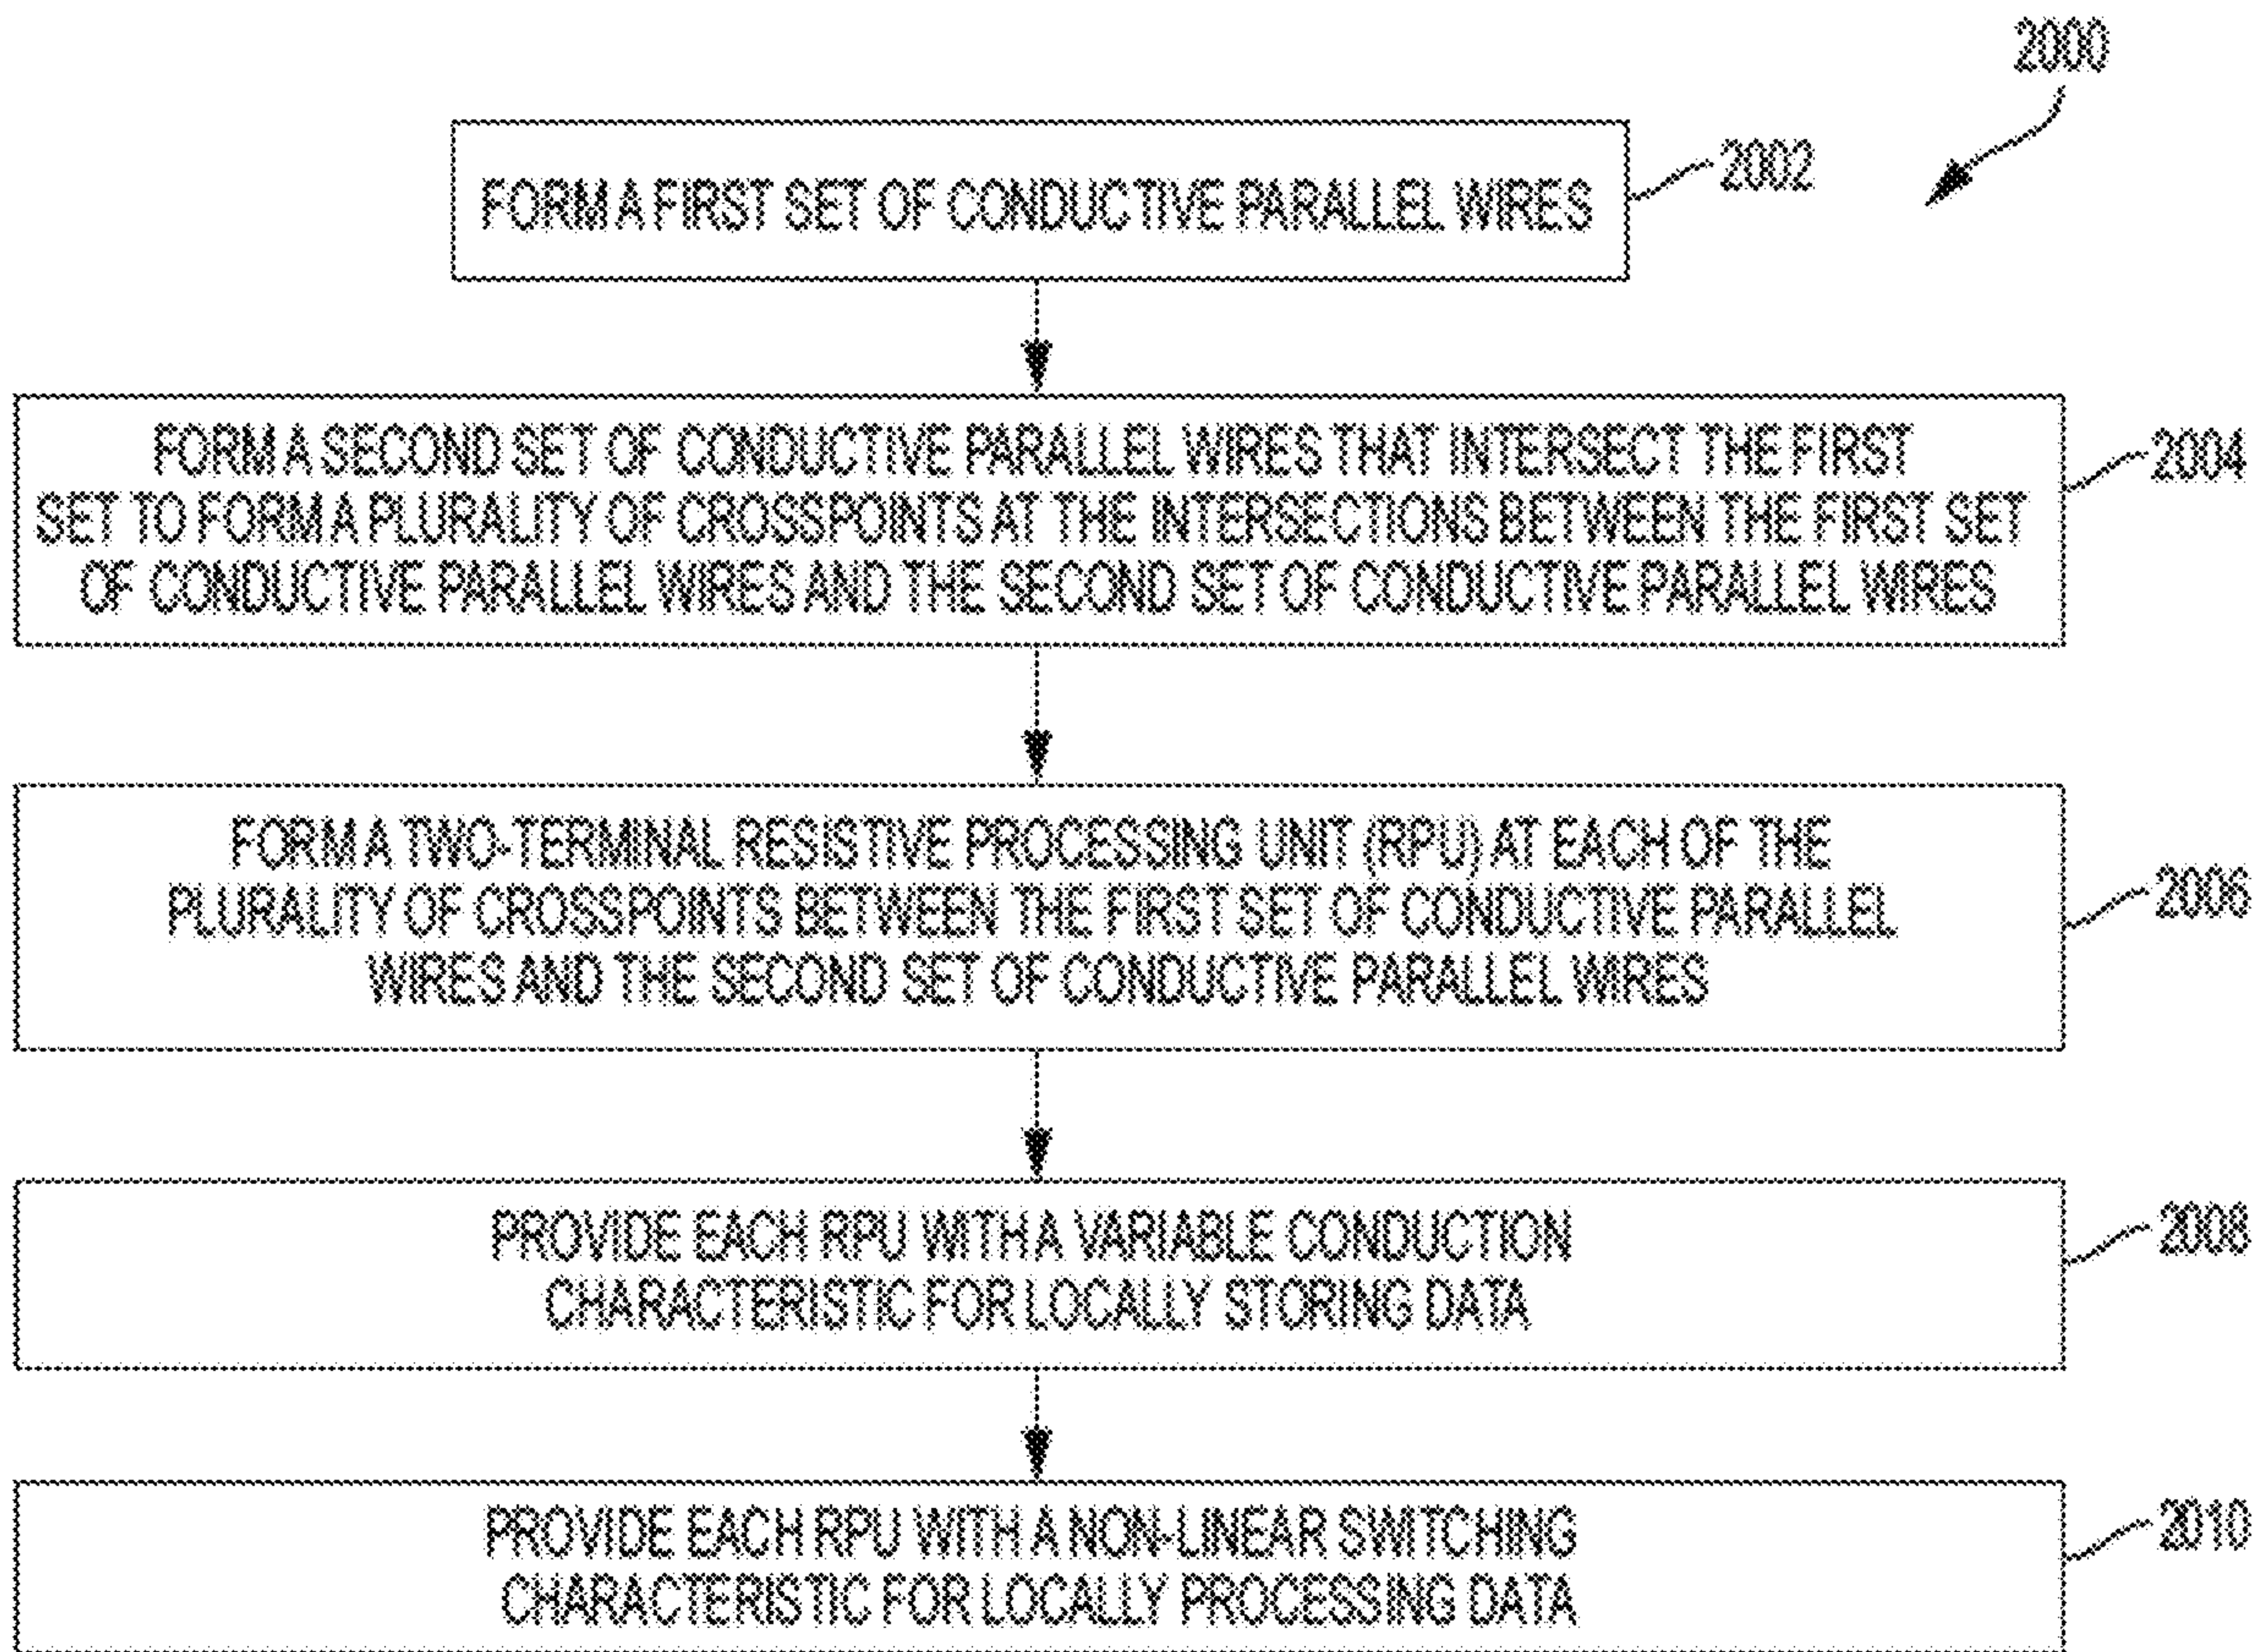 2000
FORM A FIRST SET OF CONDUCTIVE PARALLEL WIRES
2002
FORM A SECOND SET OF CONDUCTIVE PARALLEL WIRES THAT INTERSECT THE FIRST
SET TO FORM A PLURALITY OF CROSSPOINTS AT THE INTERSECTIONS BETWEEN THE FIRST SET
OF CONDUCTIVE PARALLEL WIRES AND THE SECOND SET OF CONDUCTIVE PARALLEL WIRES
2004
FORM A TWO-TERMINAL RESISTIVE PROCESSING UNIT (RPU) AT EACH OF THE
PLURALITY OF CROSSPOINTS BETWEEN THE FIRST SET OF CONDUCTIVE PARALLEL
WIRES AND THE SECOND SET OF CONDUCTIVE PARALLEL WIRES
2006
PROVIDE EACH RPU WITH A VARIABLE CONDUCTION
CHARACTERISTIC FOR LOCALLY STORING DATA
2008
PROVIDE EACH RPU WITH A NON-LINEAR SWITCHING
CHARACTERISTIC FOR LOCALLY PROCESSING DATA
2010